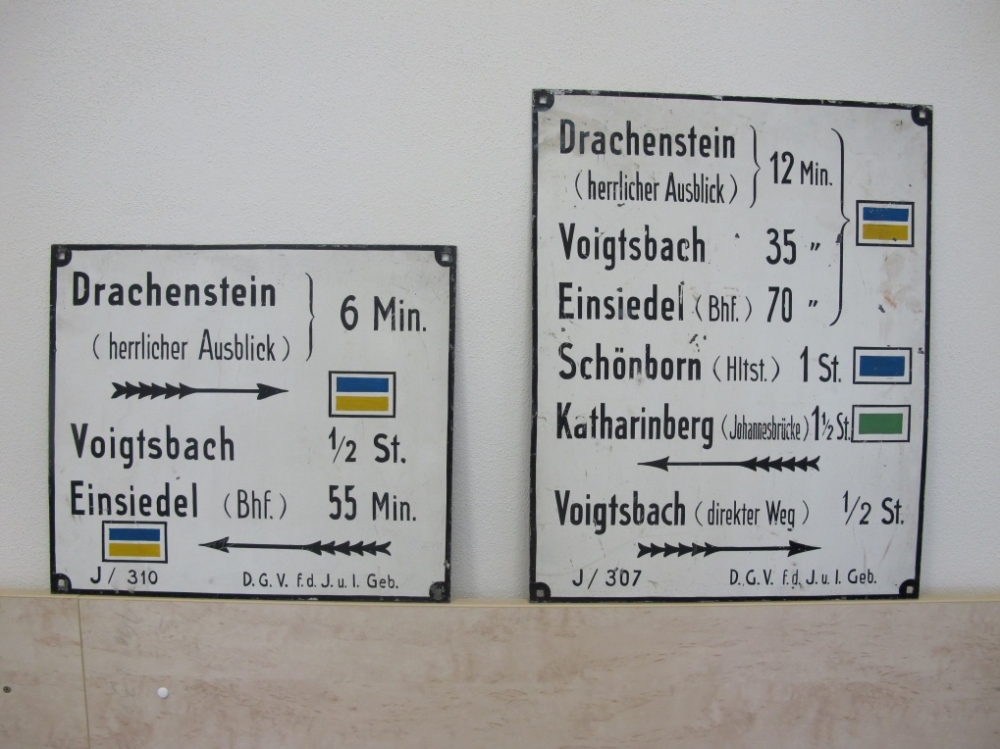 Drachenstein
(herrlicher Ausblick) 6 Min.
Voigtsbach 1/2 St.
Einsiedel (Bhf.) 55 Min.
J/ 310 D. G. V. f. d. J. u. I. Geb.
Drachenstein
(herrlicher Ausblick) 12 Min.
Voigtsbach 35 "
Einsiedel (Bhf.) 70 "
Schönborn (Hltst.) 1 St.
Katharinberg (Johannesbrücke) 1 1/2 St.
Voigtsbach (direkter Weg) 1/2 St.
J/ 307 D. G. V. f. d. J. u. I. Geb.